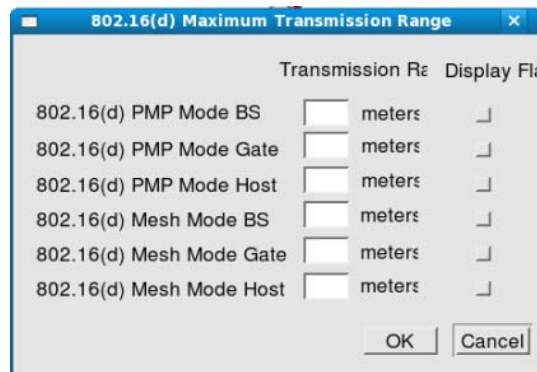 802.16(d) Maximum Transmission Range
Transmission Ra Display Fla
802.16(d) PMP Mode BS meters
802.16(d) PMP Mode Gate meters
802.16(d) PMP Mode Host meters
802.16(d) Mesh Mode BS meters
802.16(d) Mesh Mode Gate meters
802.16(d) Mesh Mode Host meters
OK Cancel